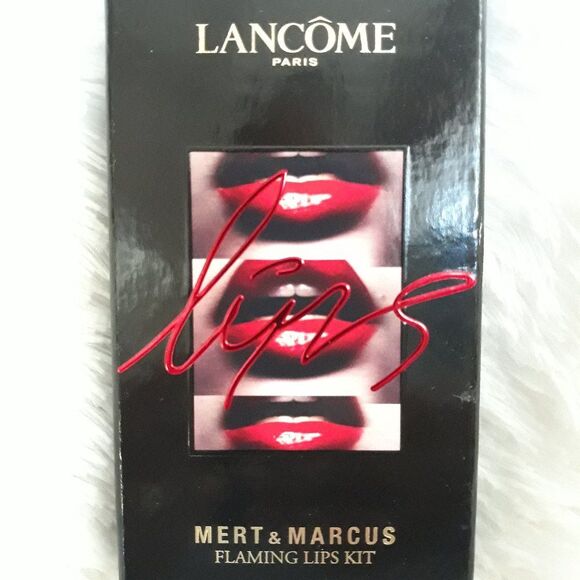 LANCÔME
PARIS
lips
MERT & MARCUS
FLAMING LIPS KIT